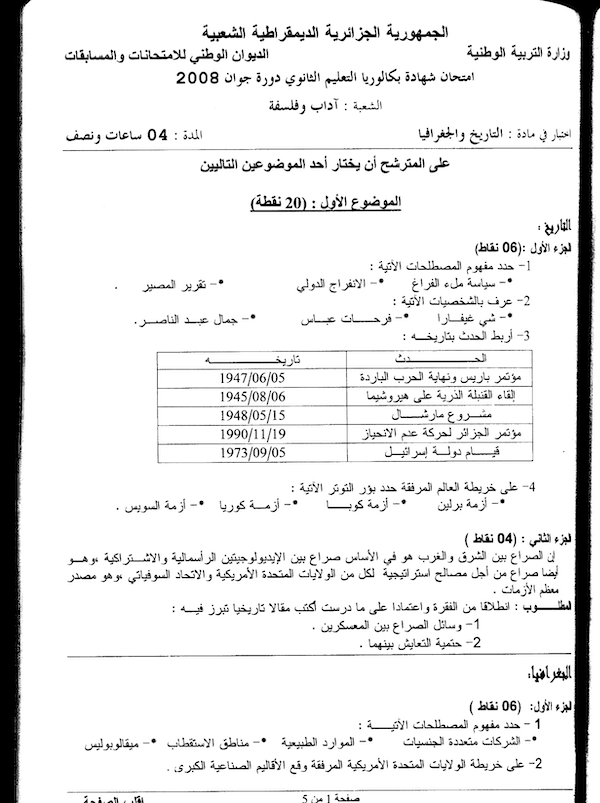 الجمهورية الجزائرية الديمقراطية الشعبية
وزارة التربية الوطنية الديوان الوطني للامتحانات والمسابقات
امتحان شهادة بكالوريا التعليم الثانوي دورة جوان 2008
الشعبة : آداب وفلسفة
اختبار في مادة : التاريخ والجغرافيا المدة : 04 ساعات ونصف
على المترشح أن يختار أحد الموضوعين التاليين
الموضوع الأول : (20 نقطة)
التاريخ :
لجزء الأول :(06 نقاط)
1- حدد مفهوم المصطلحات الآتية :
•- سياسة ملء الفراغ •- الانفراج الدولي •- تقرير المصير .
2- عرف بالشخصيات الآتية :
•- شي غيفارا •- فرحات عباس •- جمال عبد الناصر.
3- أربط الحدث بتاريخه :
الحدث تاريخه
مؤتمر باريس ونهاية الحرب الباردة 1947/06/05
إلقاء القنبلة الذرية على هيروشيما 1945/08/06
مشروع مارشال 1948/05/15
مؤتمر الجزائر لحركة عدم الانحياز 1990/11/19
قيام دولة إسرائيل 1973/09/05
4- على خريطة العالم المرفقة حدد بؤر التوتر الآتية :
•- أزمة برلين •- أزمة كوبا •- أزمة كوريا •- أزمة السويس .
لجزء الثاني : (04 نقاط )
إن الصراع بين الشرق والغرب هو في الأساس صراع بين الإيديولوجيتين الرأسمالية والاشتراكية ،وهو
أيضا صراع من أجل مصالح استراتيجية لكل من الولايات المتحدة الأمريكية والاتحاد السوفياتي ،وهو مصدر
معظم الأزمات .
لمطلوب : انطلاقا من الفقرة واعتمادا على ما درست أكتب مقالا تاريخيا تبرز فيه :
1- وسائل الصراع بين المعسكرين .
2- حتمية التعايش بينهما .
الجغرافيا:
لجزء الأول: (06 نقاط )
1 - حدد مفهوم المصطلحات الآتية :
•- الشركات متعددة الجنسيات •- الموارد الطبيعية •- مناطق الاستقطاب •- ميقالوبوليس
2- على خريطة الولايات المتحدة الأمريكية المرفقة وقع الأقاليم الصناعية الكبرى .
صفحة 1 من 5 اقلب الصفحة